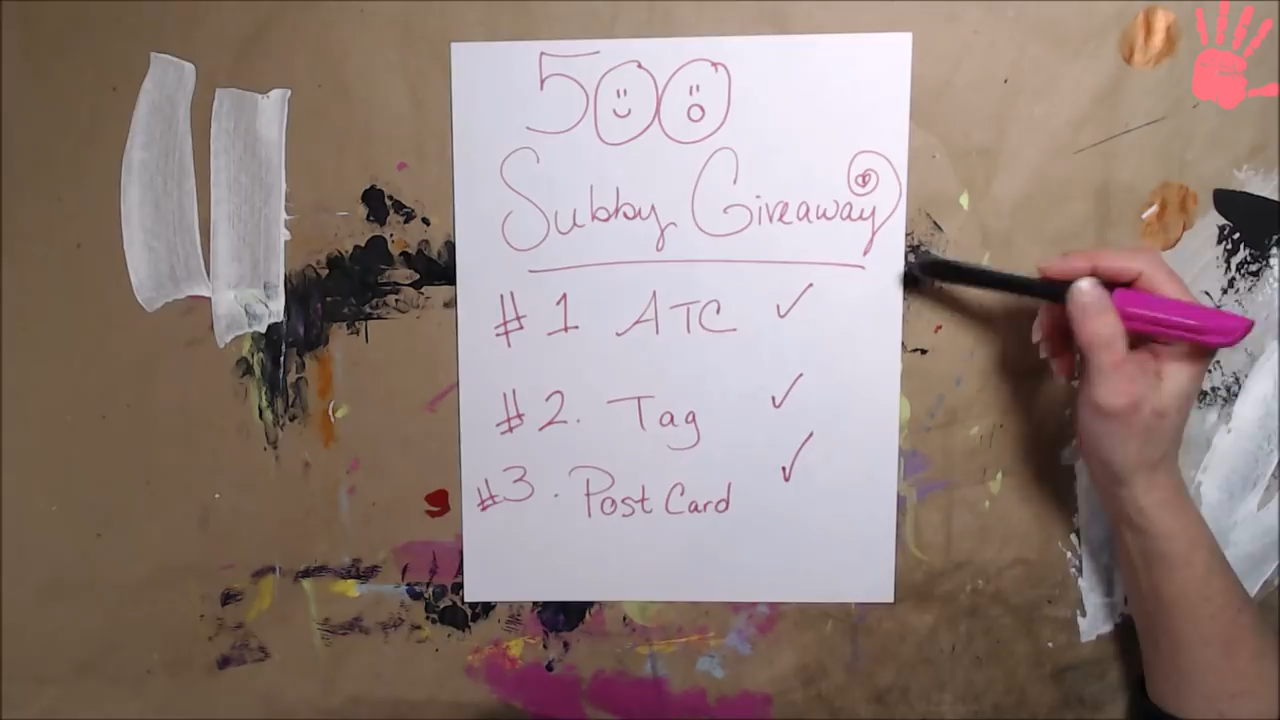 500
Subby Giveaway
#1 ATC ✓
#2. Tag ✓
#3. Post Card ✓